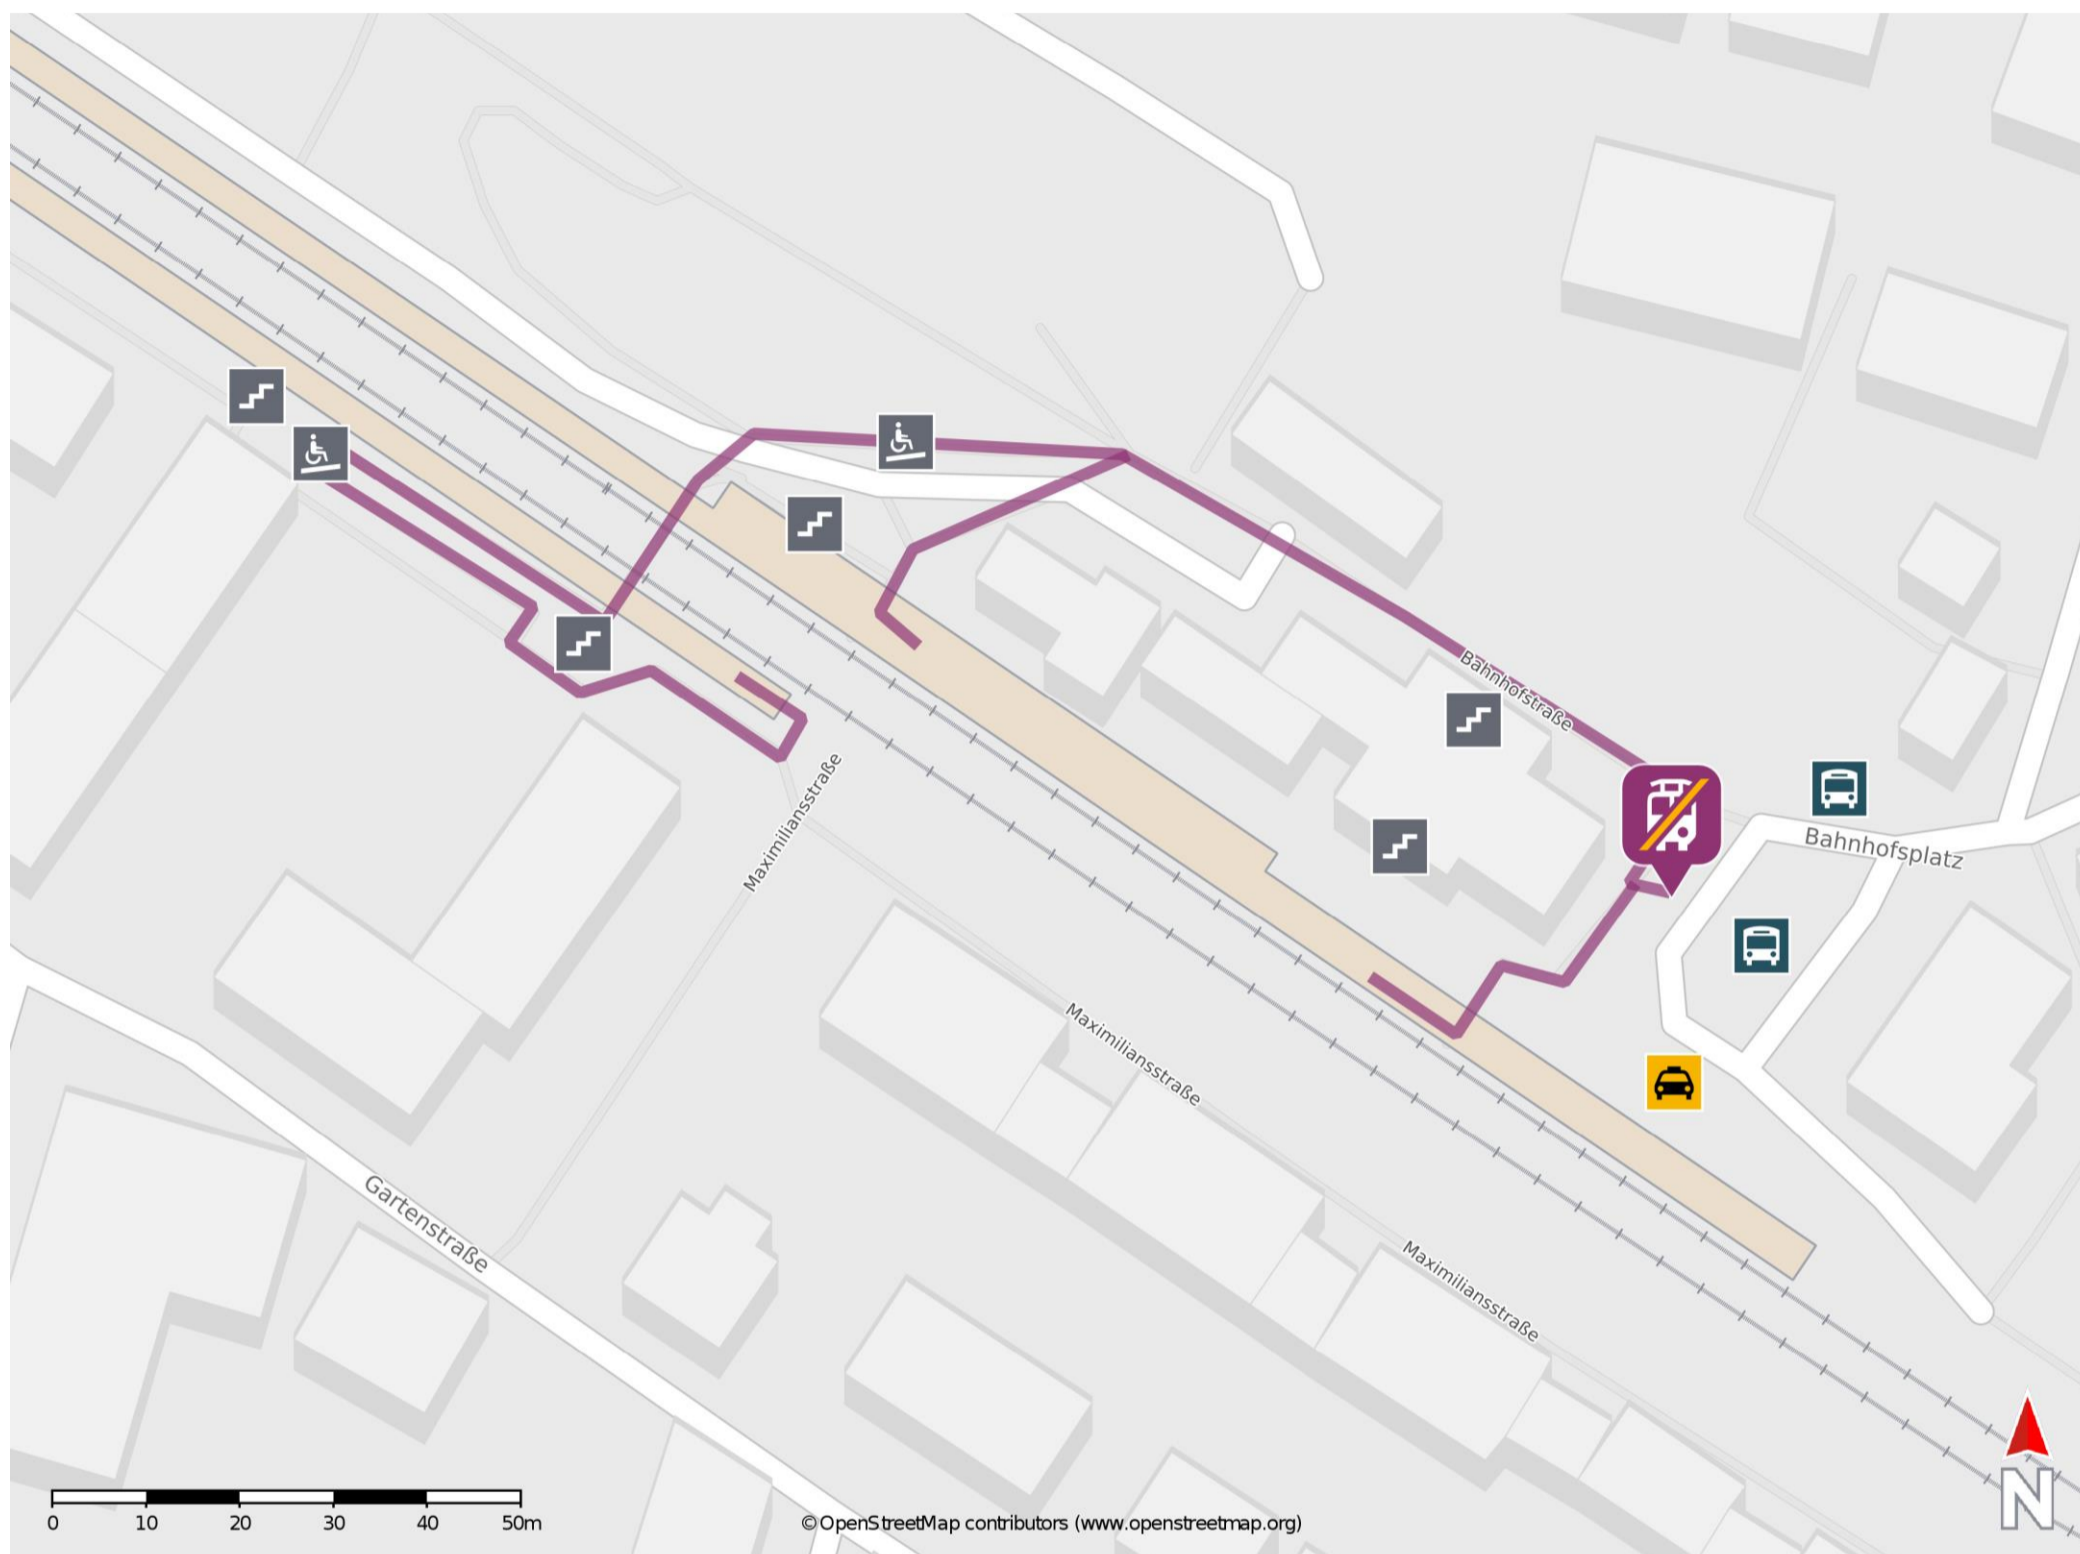 Bahnhofstraße
Bahnhofsplatz
Maximiliansstraße
Maximiliansstraße
Gartenstraße
Maximiliansstraße
N
0 10 20 30 40 50m
©OpenStreetMap contributors (www.openstreetmap.org)